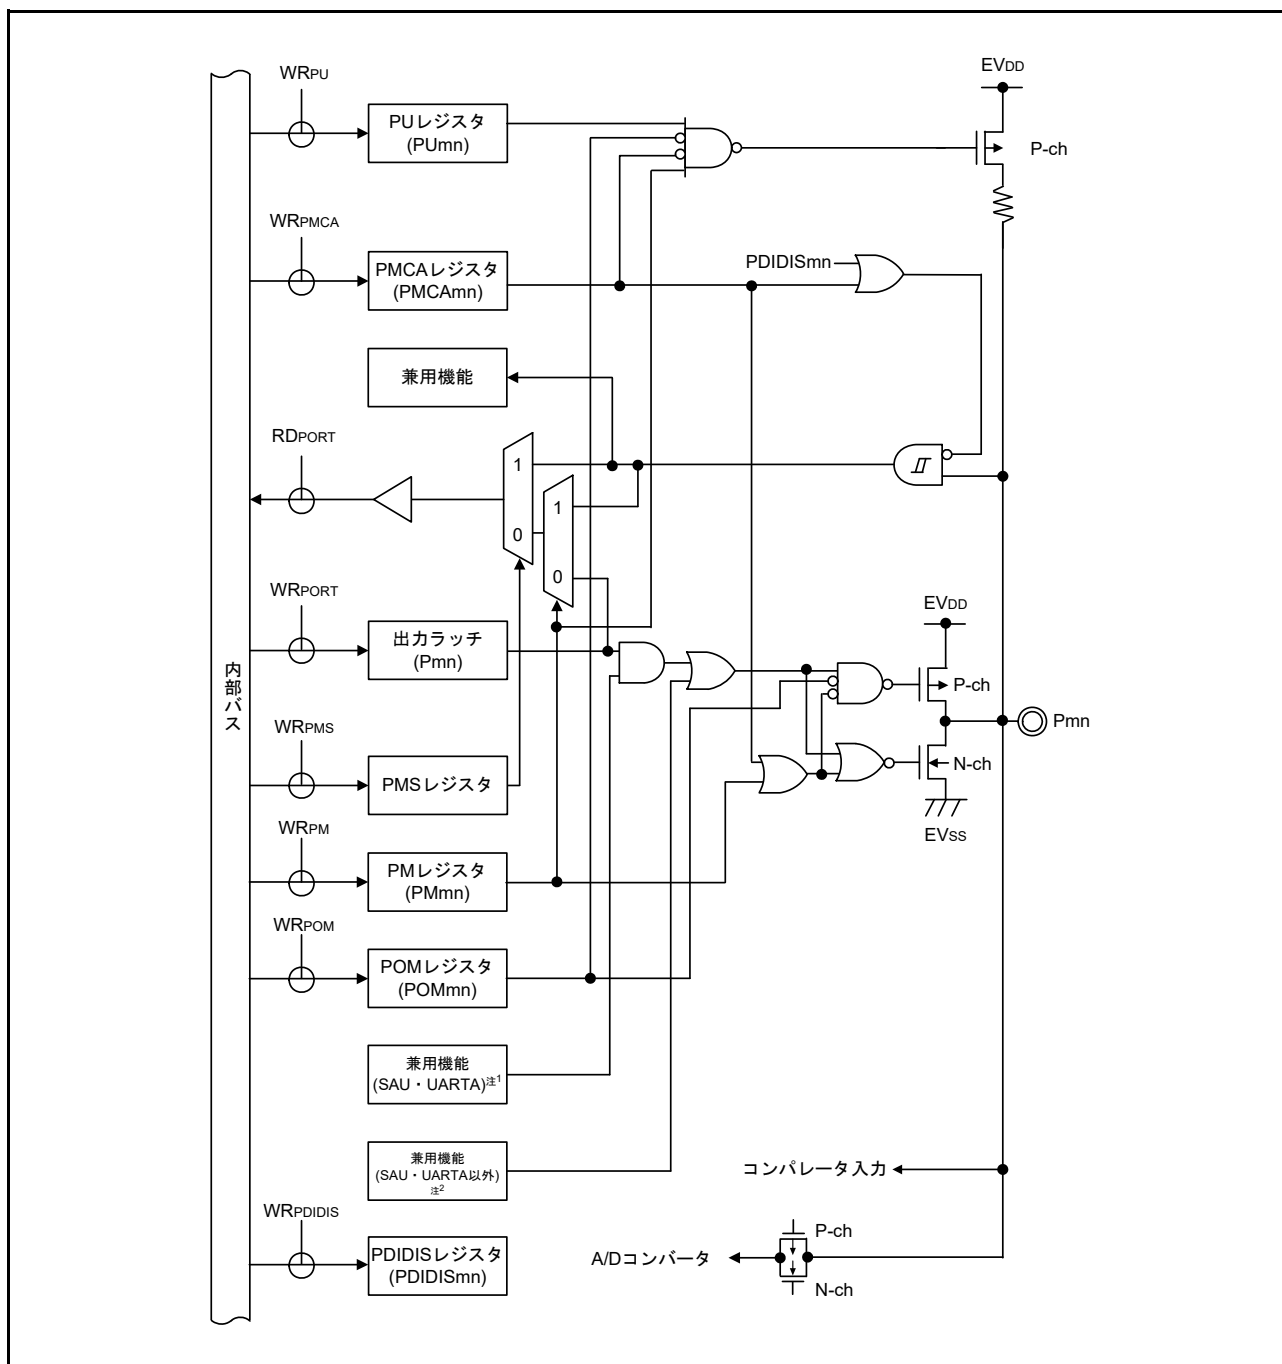 WRPU
EVDD
PUレジスタ
(PUmn)
P-ch
WRPMCA
PMCAレジスタ
(PMCAmn)
PDIDISmn
兼用機能
RDPORT
1
0
1
0
WRPORT
出力ラッチ
(Pmn)
EVDD
P-ch
Pmn
内部バス
WRPMS
PMSレジスタ
N-ch
EVSS
WRPM
PMレジスタ
(PMmn)
WRPOM
POMレジスタ
(POMmn)
兼用機能
(SAU・UARTA)注1
兼用機能
(SAU・UARTA以外)
注2
コンパレータ入力
WRPDIDIS
PDIDISレジスタ
(PDIDISmn)
P-ch
A/Dコンバータ
N-ch